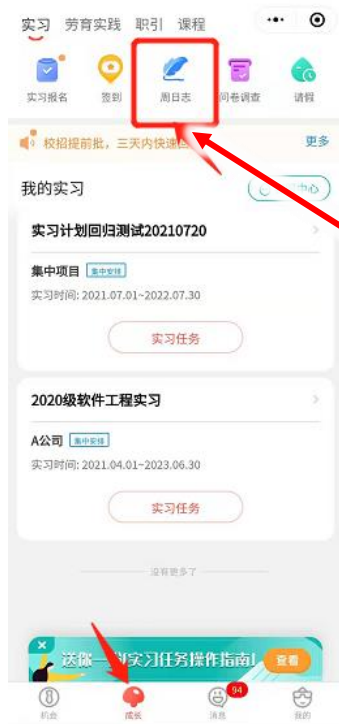 实习 劳育实践 职引 课程
实习报名 签到 周日志 问卷调查 请假
校招提前批，三天内快速 更多
我的实习 中心
实习计划回归测试20210720
集中项目 集中安排
实习时间: 2021.07.01~2022.07.30
实习任务
2020级软件工程实习
A公司 集中安排
实习时间: 2021.04.01~2023.06.30
实习任务
没有更多了
送你一份实习任务操作指南! 查看
94
机会 成长 消息 我的